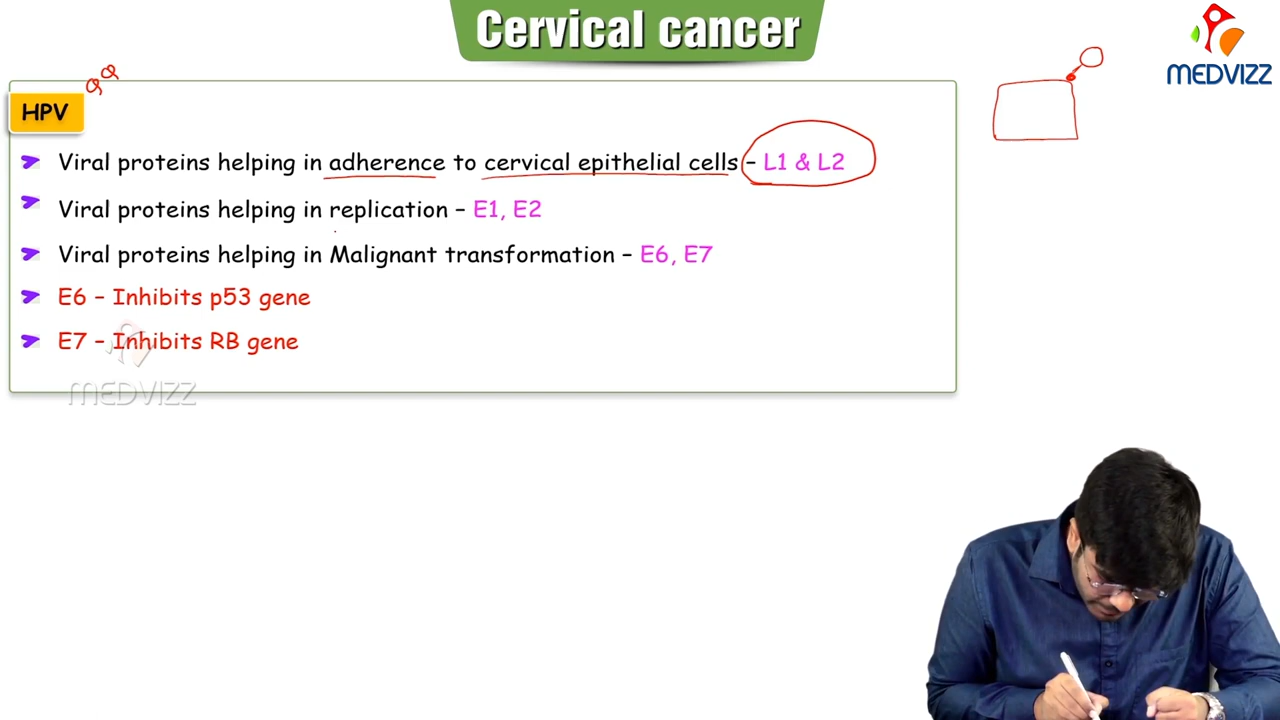 Cervical cancer
MEDVIZZ
HPV
Viral proteins helping in adherence to cervical epithelial cells – L1 & L2
Viral proteins helping in replication – E1, E2
Viral proteins helping in Malignant transformation – E6, E7
E6 – Inhibits p53 gene
E7 – Inhibits RB gene
MEDVIZZ